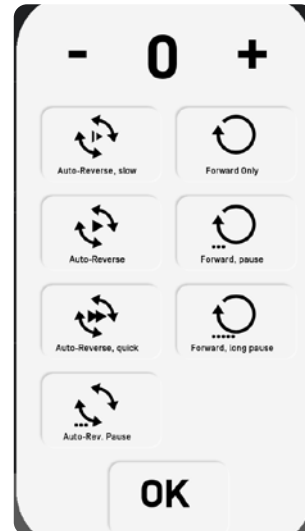 - 0 +
Auto-Reverse, slow
Forward Only
Auto-Reverse
Forward, pause
Auto-Reverse, quick
Forward, long pause
Auto-Rev. Pause
OK